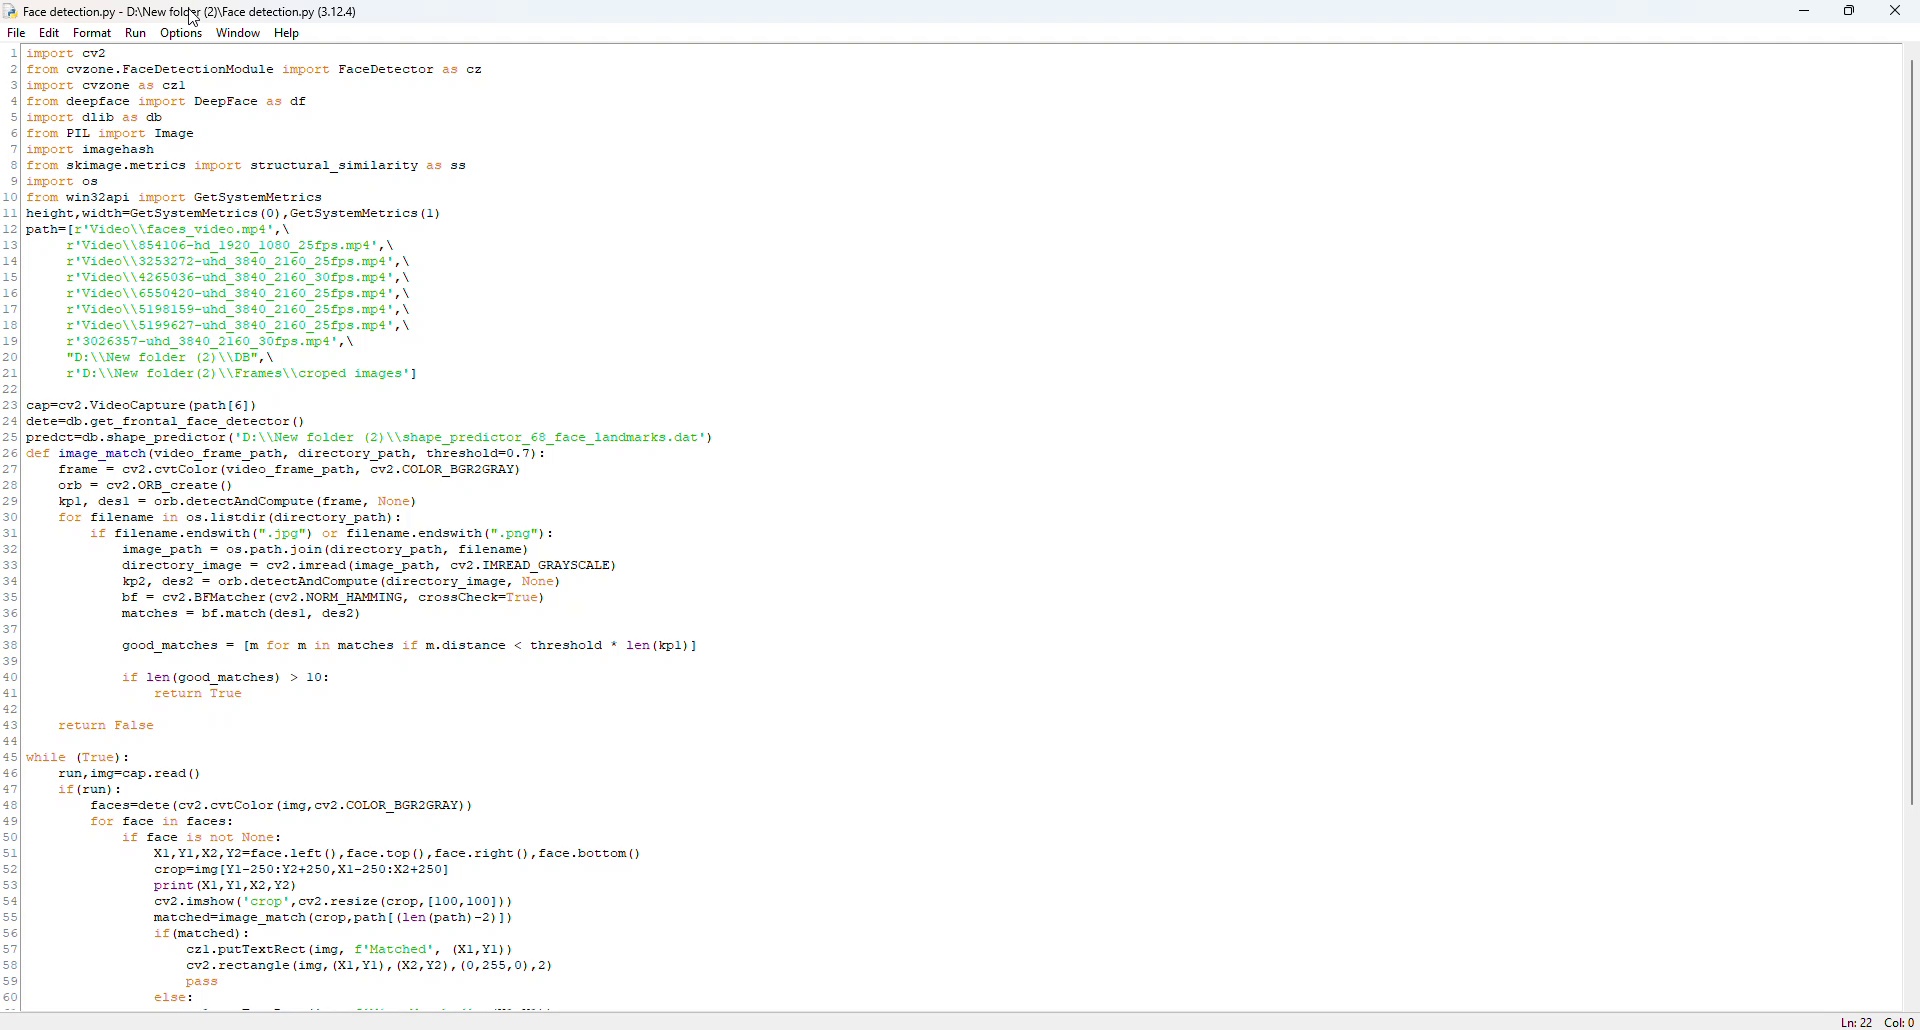 Face detection.py - D:\New folder (2)\Face detection.py (3.12.4)
File Edit Format Run Options Window Help
1 import cv2
2 from cvzone.FaceDetectionModule import FaceDetector as cz
3 import cvzone as cz1
4 from deepface import DeepFace as df
5 import dlib as db
6 from PIL import Image
7 import imagehash
8 from skimage.metrics import structural_similarity as ss
9 import os
10 from win32api import GetSystemMetrics
11 height,width=GetSystemMetrics(0),GetSystemMetrics(1)
12 path=[r'Video\\faces_video.mp4',\
13      r'Video\\854106-hd_1920_1080_25fps.mp4',\
14      r'Video\\3253272-uhd_3840_2160_25fps.mp4',\
15      r'Video\\4265036-uhd_3840_2160_30fps.mp4',\
16      r'Video\\6550420-uhd_3840_2160_25fps.mp4',\
17      r'Video\\5198159-uhd_3840_2160_25fps.mp4',\
18      r'Video\\5199627-uhd_3840_2160_25fps.mp4',\
19      r'3026357-uhd_3840_2160_30fps.mp4',\
20      "D:\\New folder (2)\\DB",\
21      r'D:\\New folder(2)\\Frames\\croped images']
22
23 cap=cv2.VideoCapture(path[6])
24 dete=db.get_frontal_face_detector()
25 predct=db.shape_predictor('D:\\New folder (2)\\shape_predictor_68_face_landmarks.dat')
26 def image_match(video_frame_path, directory_path, threshold=0.7):
27     frame = cv2.cvtColor(video_frame_path, cv2.COLOR_BGR2GRAY)
28     orb = cv2.ORB_create()
29     kp1, des1 = orb.detectAndCompute(frame, None)
30     for filename in os.listdir(directory_path):
31         if filename.endswith(".jpg") or filename.endswith(".png"):
32             image_path = os.path.join(directory_path, filename)
33             directory_image = cv2.imread(image_path, cv2.IMREAD_GRAYSCALE)
34             kp2, des2 = orb.detectAndCompute(directory_image, None)
35             bf = cv2.BFMatcher(cv2.NORM_HAMMING, crossCheck=True)
36             matches = bf.match(des1, des2)
37
38             good_matches = [m for m in matches if m.distance < threshold * len(kp1)]
39
40             if len(good_matches) > 10:
41                 return True
42
43     return False
44
45 while (True):
46     run,img=cap.read()
47     if(run):
48         faces=dete(cv2.cvtColor(img,cv2.COLOR_BGR2GRAY))
49         for face in faces:
50             if face is not None:
51                 X1,Y1,X2,Y2=face.left(),face.top(),face.right(),face.bottom()
52                 crop=img[Y1-250:Y2+250,X1-250:X2+250]
53                 print(X1,Y1,X2,Y2)
54                 cv2.imshow('crop',cv2.resize(crop,[100,100]))
55                 matched=image_match(crop,path[(len(path)-2)])
56                 if(matched):
57                     cz1.putTextRect(img, f'Matched', (X1,Y1))
58                     cv2.rectangle(img,(X1,Y1),(X2,Y2),(0,255,0),2)
59                     pass
60                 else:
Ln: 22 Col: 0